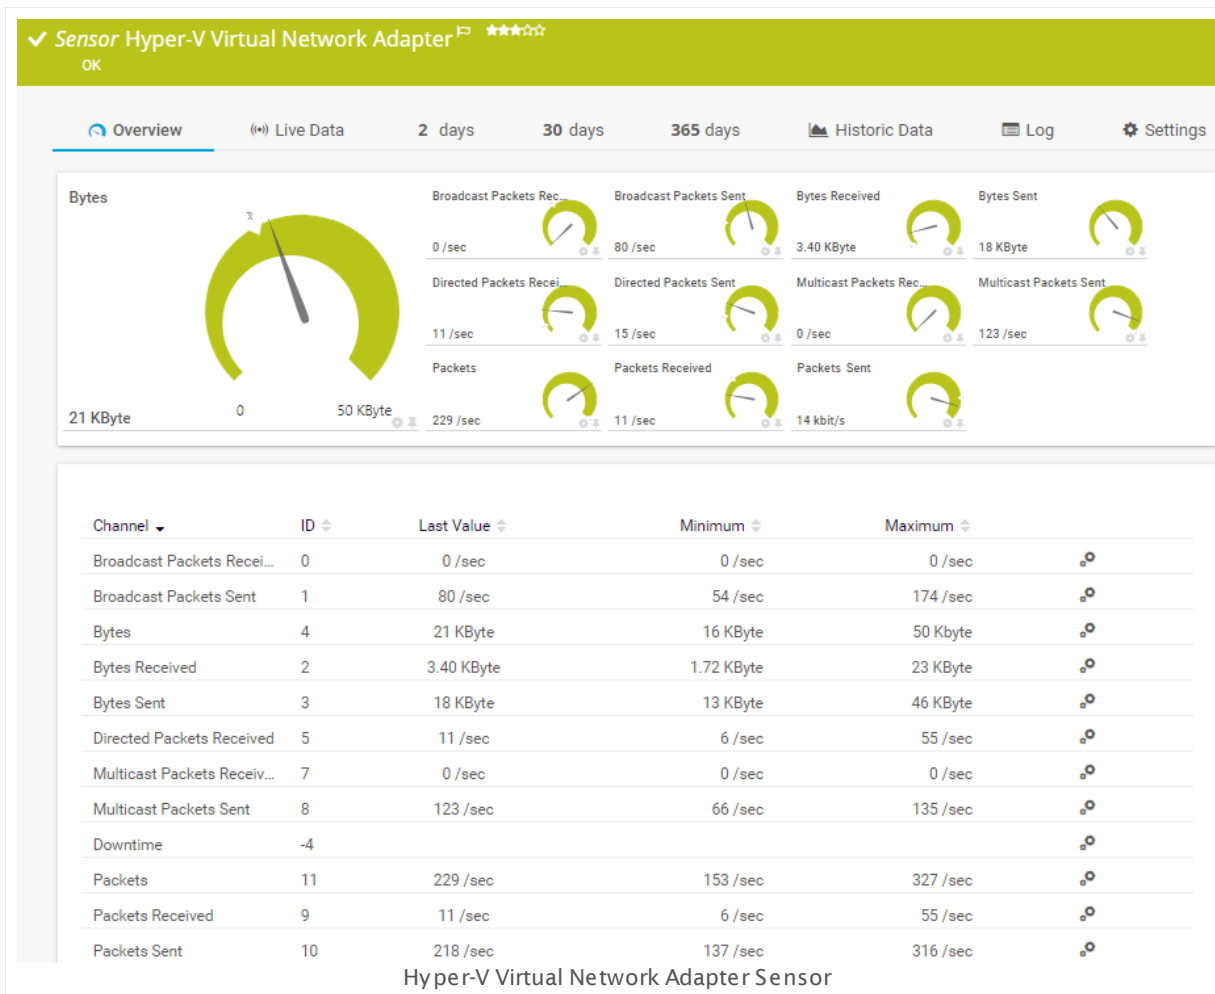 Sensor Hyper-V Virtual Network Adapter
OK
Overview Live Data 2 days 30 days 365 days Historic Data Log Settings
Bytes
21 KByte
0
50 KByte
Broadcast Packets Rec...
0 /sec
Broadcast Packets Sent
80 /sec
Bytes Received
3.40 KByte
Bytes Sent
18 KByte
Directed Packets Recei...
11 /sec
Directed Packets Sent
15 /sec
Multicast Packets Rec...
0 /sec
Multicast Packets Sent
123 /sec
Packets
229 /sec
Packets Received
11 /sec
Packets Sent
14 kbit/s
Channel ID Last Value Minimum Maximum
Broadcast Packets Recei... 0 0 /sec 0 /sec 0 /sec
Broadcast Packets Sent 1 80 /sec 54 /sec 174 /sec
Bytes 4 21 KByte 16 KByte 50 Kbyte
Bytes Received 2 3.40 KByte 1.72 KByte 23 KByte
Bytes Sent 3 18 KByte 13 KByte 46 KByte
Directed Packets Received 5 11 /sec 6 /sec 55 /sec
Multicast Packets Receiv... 7 0 /sec 0 /sec 0 /sec
Multicast Packets Sent 8 123 /sec 66 /sec 135 /sec
Downtime -4
Packets 11 229 /sec 153 /sec 327 /sec
Packets Received 9 11 /sec 6 /sec 55 /sec
Packets Sent 10 218 /sec 137 /sec 316 /sec
Hyper-V Virtual Network Adapter Sensor